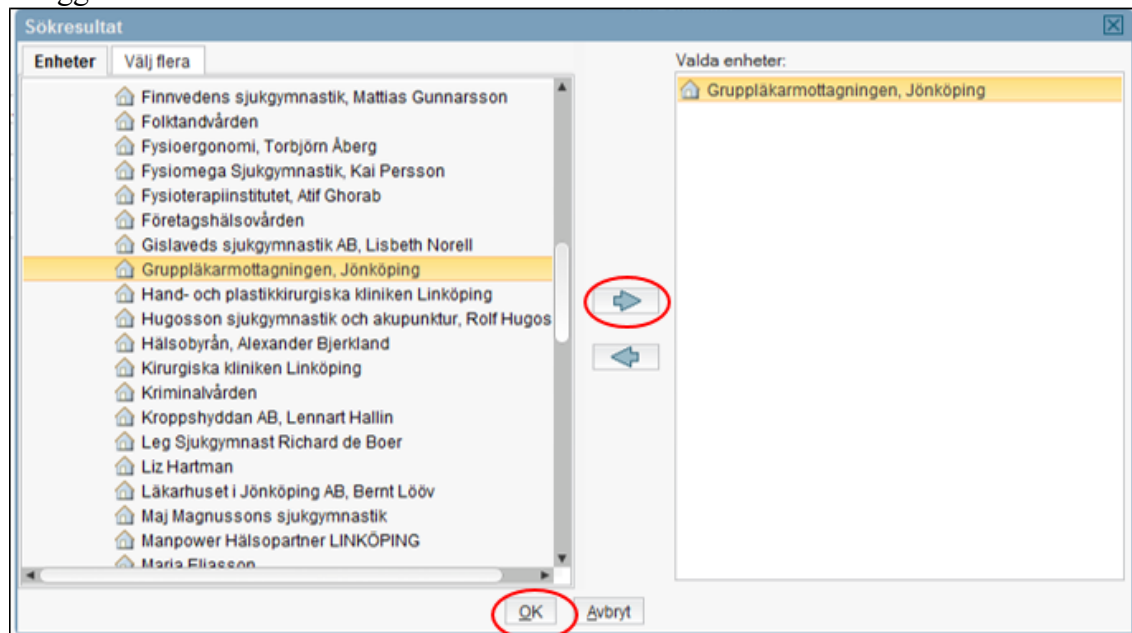 Sökresultat
Enheter
Välj flera
Valda enheter:
Finnvedens sjukgymnastik, Mattias Gunnarsson
Folktandvården
Fysioergonomi, Torbjörn Åberg
Fysiomega Sjukgymnastik, Kai Persson
Fysioterapiinstitutet, Atif Ghorab
Företagshälsovården
Gislaveds sjukgymnastik AB, Lisbeth Norell
Gruppläkarmottagningen, Jönköping
Hand- och plastikkirurgiska kliniken Linköping
Hugosson sjukgymnastik och akupunktur, Rolf Hugos
Hälsobyrån, Alexander Bjerkland
Kirurgiska kliniken Linköping
Kriminalvården
Kroppshyddan AB, Lennart Hallin
Leg Sjukgymnast Richard de Boer
Liz Hartman
Läkarhuset i Jönköping AB, Bernt Lööv
Maj Magnussons sjukgymnastik
Manpower Hälsopartner LINKÖPING
Maria Eliasson
Gruppläkarmottagningen, Jönköping
OK
Avbryt